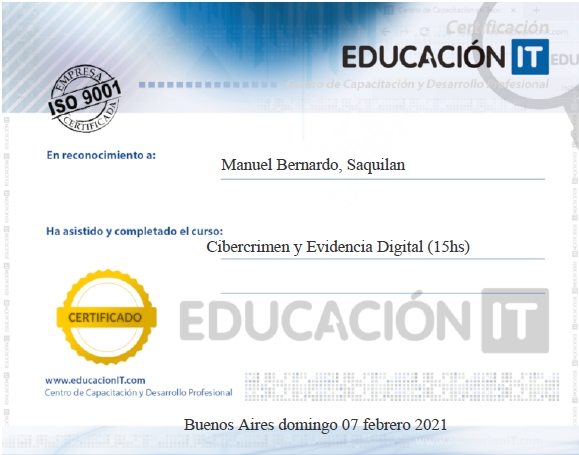 Certificación
EDUCACIÓN IT
Centro de Capacitación y Desarrollo Profesional
EMPRESA
ISO 9001
CERTIFICADA
En reconocimiento a:
Manuel Bernardo, Saquilan
Ha asistido y completado el curso:
Cibercrimen y Evidencia Digital (15hs)
CERTIFICADO
EDUCACIÓN IT
www.educacionIT.com
Centro de Capacitación y Desarrollo Profesional
Buenos Aires domingo 07 febrero 2021